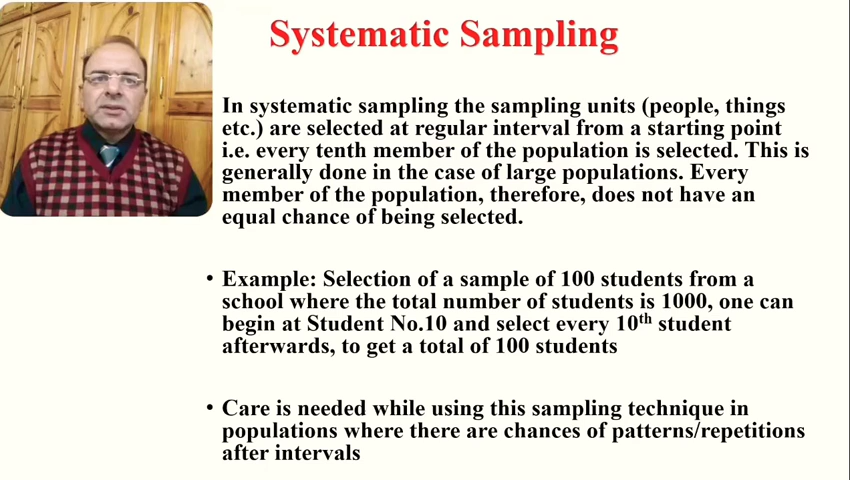 Systematic Sampling
In systematic sampling the sampling units (people, things
etc.) are selected at regular interval from a starting point
i.e. every tenth member of the population is selected. This is
generally done in the case of large populations. Every
member of the population, therefore, does not have an
equal chance of being selected.
• Example: Selection of a sample of 100 students from a
school where the total number of students is 1000, one can
begin at Student No.10 and select every 10th student
afterwards, to get a total of 100 students
• Care is needed while using this sampling technique in
populations where there are chances of patterns/repetitions
after intervals